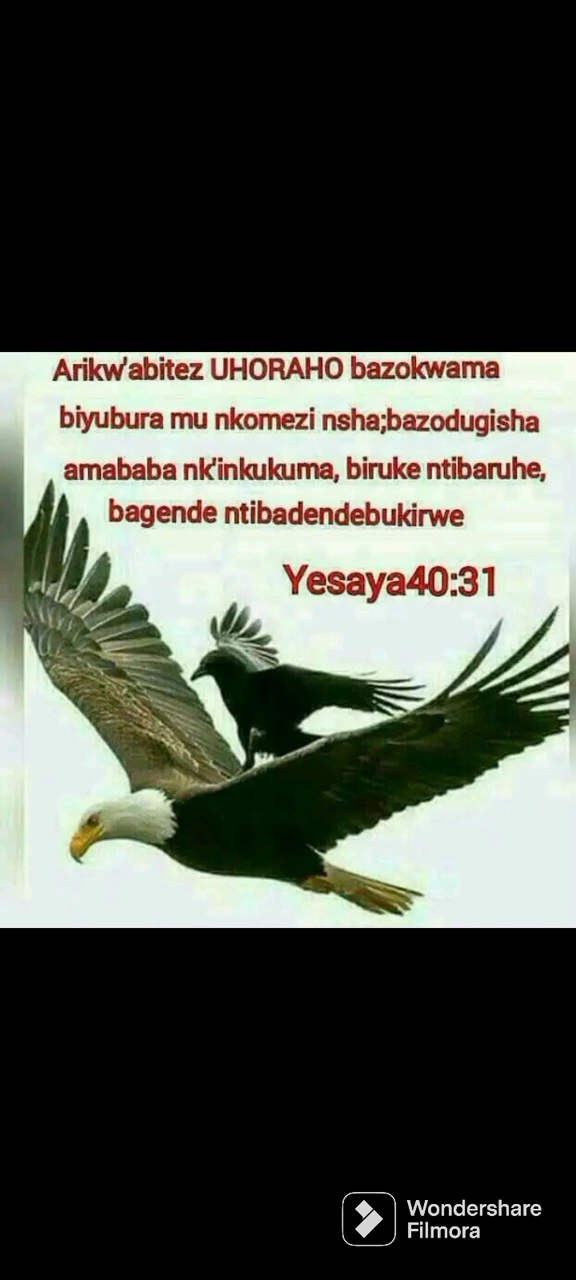 Arikw'abitez UHORAHO bazokwama
biyubura mu nkomezi nsha;bazodugisha
amababa nk'inkukuma, biruke ntibaruhe,
bagende ntibadendebukirwe
Yesaya40:31
Wondershare
Filmora